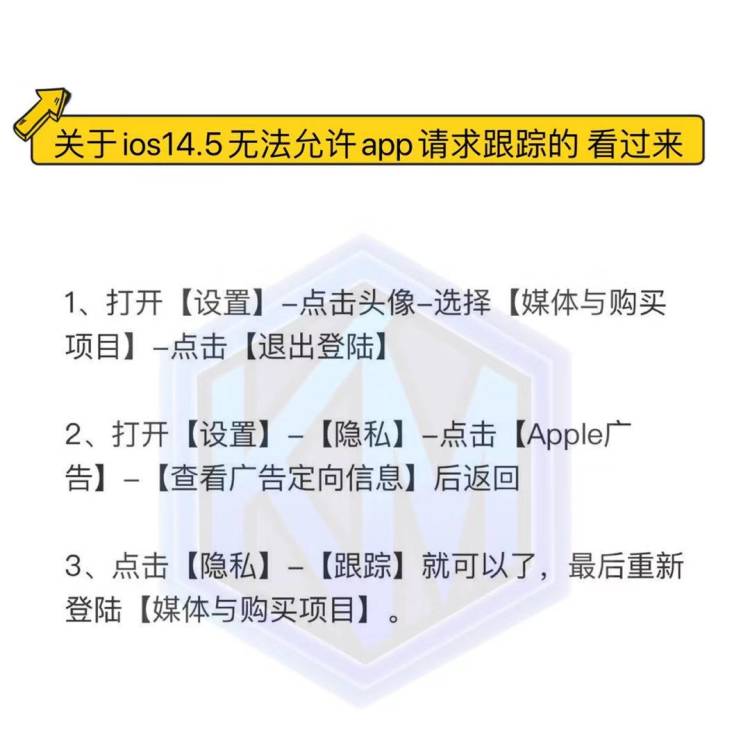 关于ios14.5无法允许app请求跟踪的 看过来
1、打开【设置】–点击头像–选择【媒体与购买
项目】–点击【退出登陆】
2、打开【设置】–【隐私】–点击【Apple广
告】–【查看广告定向信息】后返回
3、点击【隐私】–【跟踪】就可以了，最后重新
登陆【媒体与购买项目】。
KM